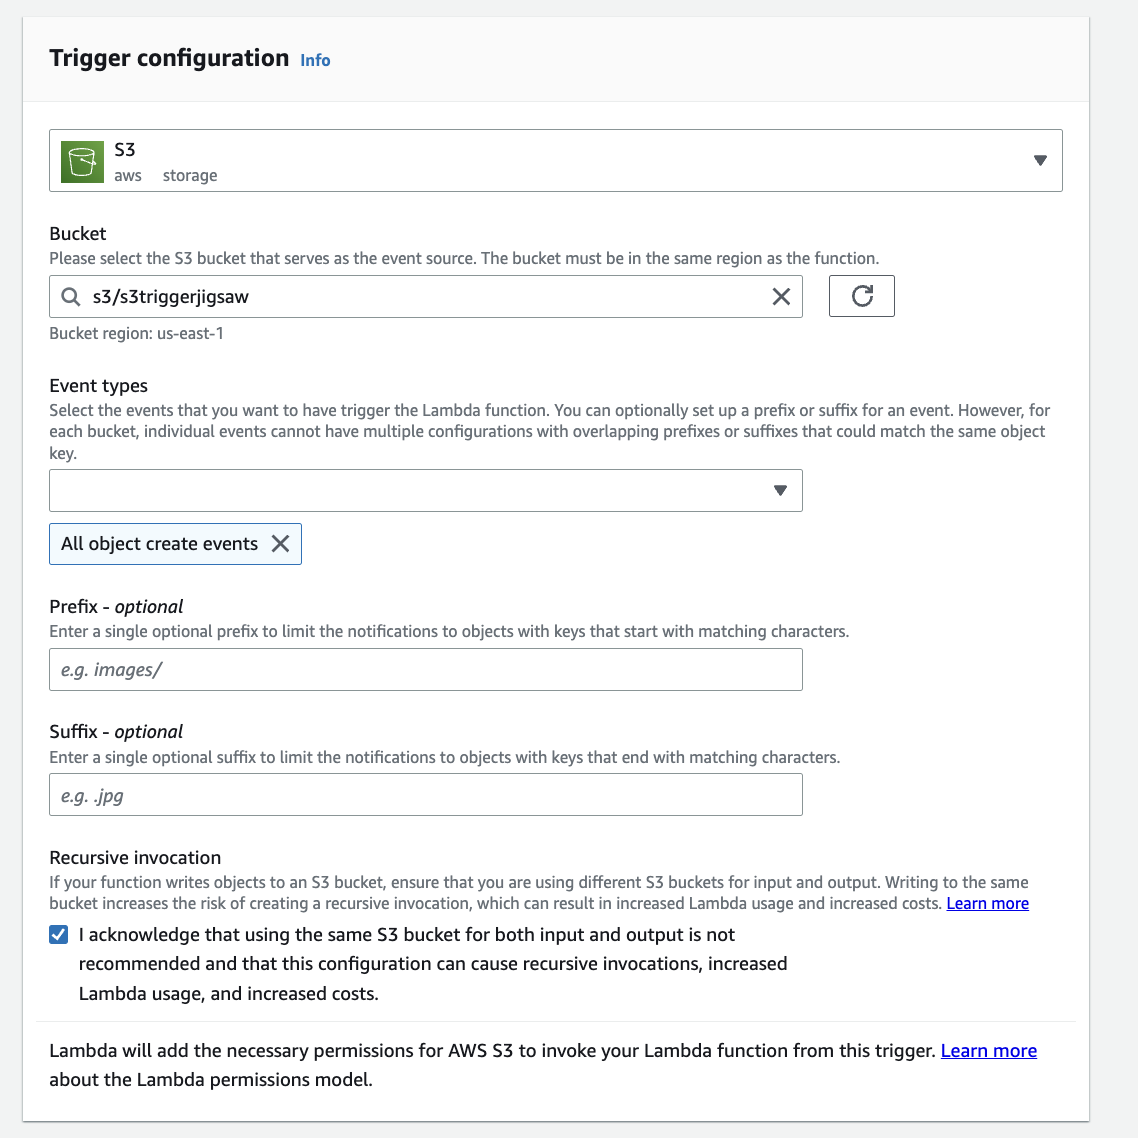 Trigger configuration Info
S3
aws storage
Bucket
Please select the S3 bucket that serves as the event source. The bucket must be in the same region as the function.
s3/s3triggerjigsaw
Bucket region: us-east-1
Event types
Select the events that you want to have trigger the Lambda function. You can optionally set up a prefix or suffix for an event. However, for
each bucket, individual events cannot have multiple configurations with overlapping prefixes or suffixes that could match the same object
key.
All object create events
Prefix - optional
Enter a single optional prefix to limit the notifications to objects with keys that start with matching characters.
e.g. images/
Suffix - optional
Enter a single optional suffix to limit the notifications to objects with keys that end with matching characters.
e.g. .jpg
Recursive invocation
If your function writes objects to an S3 bucket, ensure that you are using different S3 buckets for input and output. Writing to the same
bucket increases the risk of creating a recursive invocation, which can result in increased Lambda usage and increased costs. Learn more
I acknowledge that using the same S3 bucket for both input and output is not
recommended and that this configuration can cause recursive invocations, increased
Lambda usage, and increased costs.
Lambda will add the necessary permissions for AWS S3 to invoke your Lambda function from this trigger. Learn more
about the Lambda permissions model.